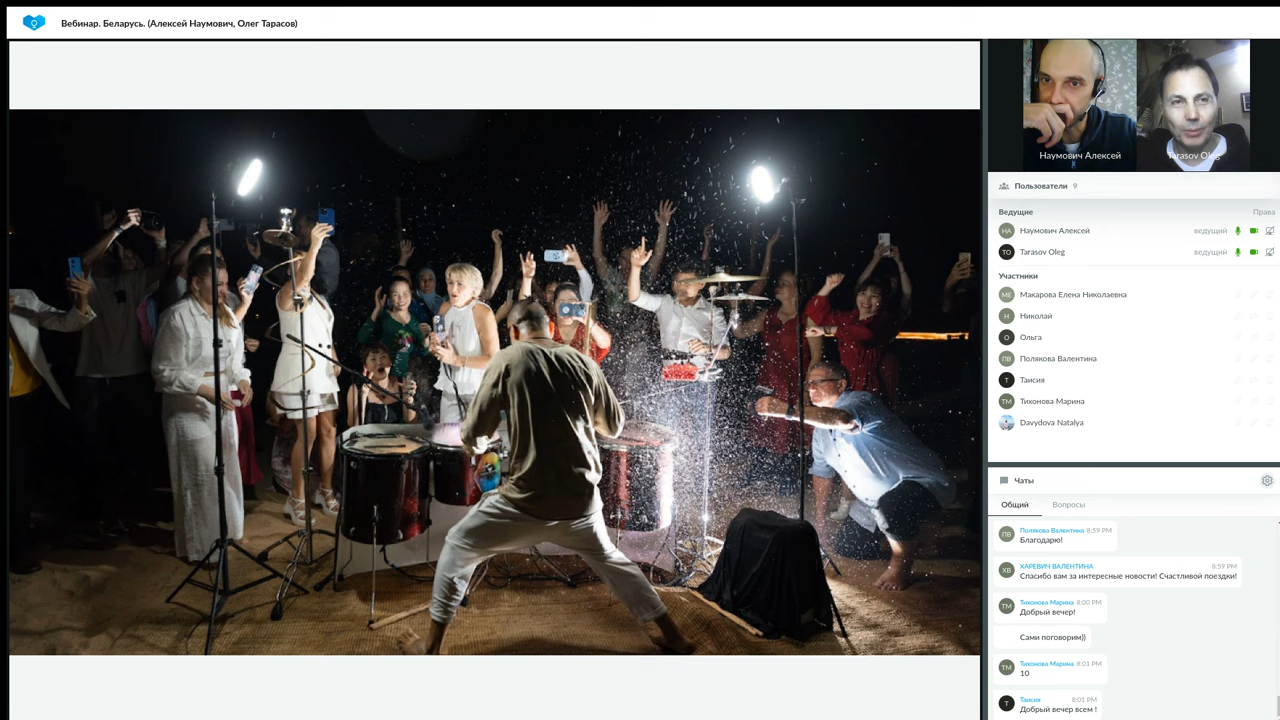 Вебинар. Беларусь. (Алексей Наумович, Олег Тарасов)
Наумович Алексей
Tarasov Oleg
Пользователи 9
Ведущие Права
НА Наумович Алексей ведущий
TO Tarasov Oleg ведущий
Участники
МЕ Макарова Елена Николаевна
Н Николай
О Ольга
ПВ Полякова Валентина
Т Таисия
ТМ Тихонова Марина
Davydova Natalya
Чаты
Общий Вопросы
ПВ Полякова Валентина 8:59 PM
Благодарю!
ХВ ХАРЕВИЧ ВАЛЕНТИНА 8:59 PM
Спасибо вам за интересные новости! Счастливой поездки!
ТМ Тихонова Марина 8:00 PM
Добрый вечер!
Сами поговорим))
ТМ Тихонова Марина 8:01 PM
10
Т Таисия 8:01 PM
Добрый вечер всем !